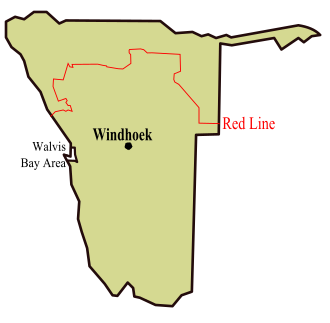 Red Line
Windhoek
Walvis
Bay Area